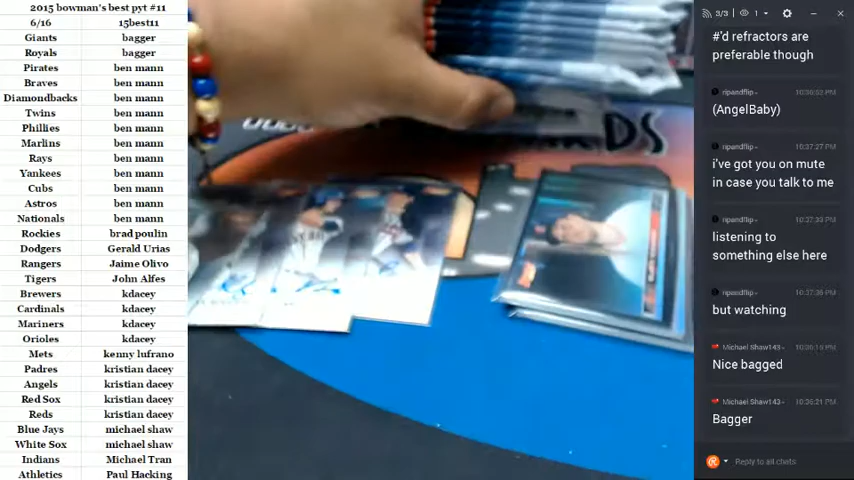 2015 bowman's best pyt #11
6/16 15best11
Giants bagger
Royals bagger
Pirates ben mann
Braves ben mann
Diamondbacks ben mann
Twins ben mann
Phillies ben mann
Marlins ben mann
Rays ben mann
Yankees ben mann
Cubs ben mann
Astros ben mann
Nationals ben mann
Rockies brad poulin
Dodgers Gerald Urias
Rangers Jaime Olivo
Tigers John Alfes
Brewers kdacey
Cardinals kdacey
Mariners kdacey
Orioles kdacey
Mets kenny lufrano
Padres kristian dacey
Angels kristian dacey
Red Sox kristian dacey
Reds kristian dacey
Blue Jays michael shaw
White Sox michael shaw
Indians Michael Tran
Athletics Paul Hacking
3/3 1
#'d refractors are
preferable though
ripandflip
(AngelBaby)
ripandflip 10:37:27 PM
i've got you on mute
in case you talk to me
ripandflip 10:37:33 PM
listening to
something else here
ripandflip
but watching
Michael Shaw143
Nice bagged
Michael Shaw143
Bagger
Reply to all chats